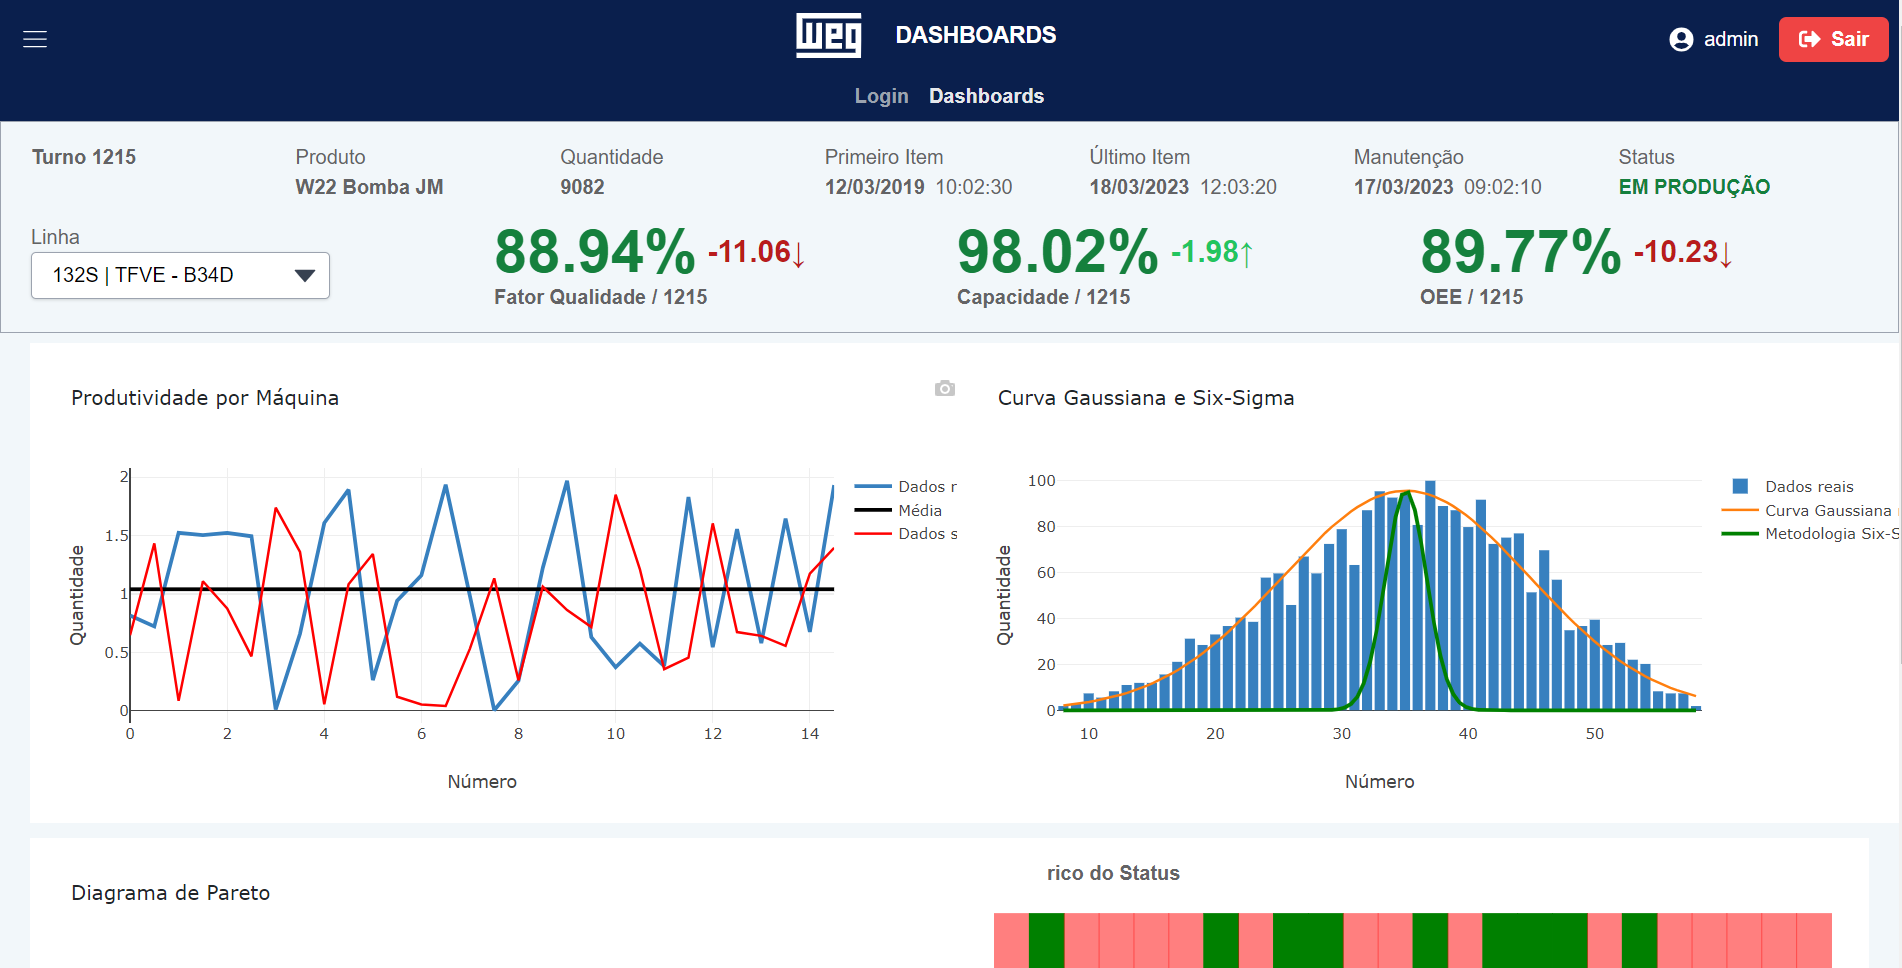 weg DASHBOARDS
admin
Sair
Login Dashboards
Turno 1215
Produto
W22 Bomba JM
Quantidade
9082
Primeiro Item
12/03/2019 10:02:30
Último Item
18/03/2023 12:03:20
Manutenção
17/03/2023 09:02:10
Status
EM PRODUÇÃO
Linha
132S | TFVE - B34D
88.94% -11.06↓
Fator Qualidade / 1215
98.02% -1.98↑
Capacidade / 1215
89.77% -10.23↓
OEE / 1215
Produtividade por Máquina
2
1.5
1
0.5
0
Quantidade
0 2 4 6 8 10 12 14
Número
Dados r
Média
Dados s
Curva Gaussiana e Six-Sigma
100
80
60
40
20
0
Quantidade
10 20 30 40 50
Número
Dados reais
Curva Gaussiana
Metodologia Six-S
Diagrama de Pareto
rico do Status